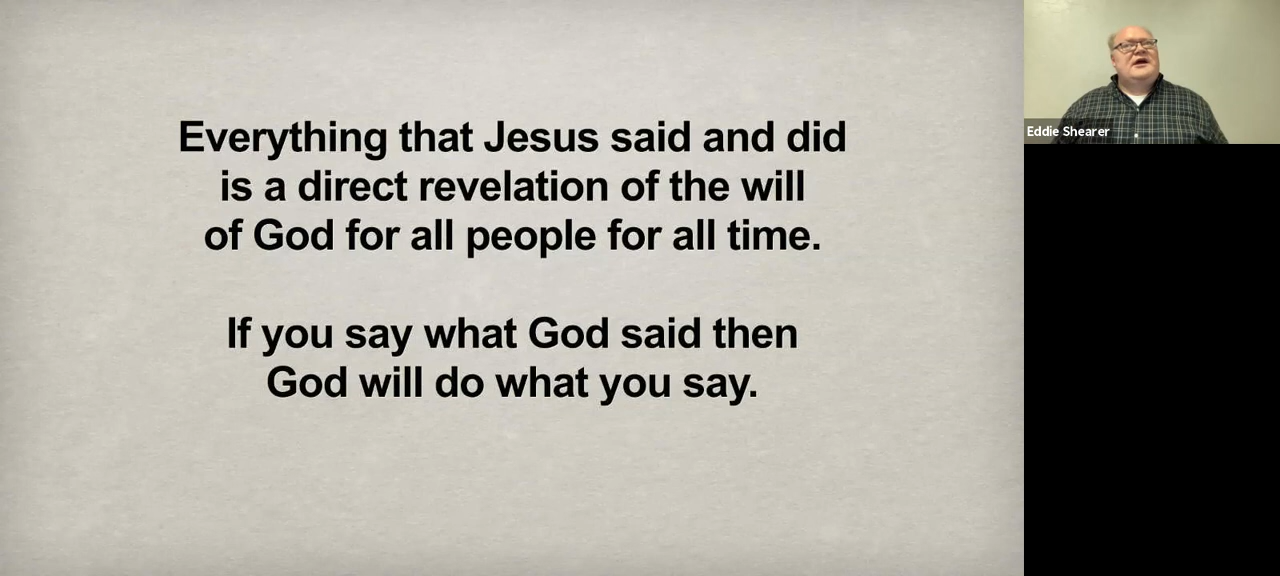 Everything that Jesus said and did
is a direct revelation of the will
of God for all people for all time.
If you say what God said then
God will do what you say.
Eddie Shearer